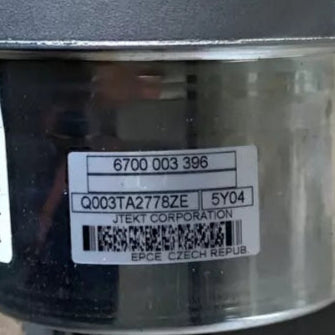 6700 003 396
Q003TA2778ZE 5Y04
JTEKT CORPORATION
EPCE CZECH REPUB.